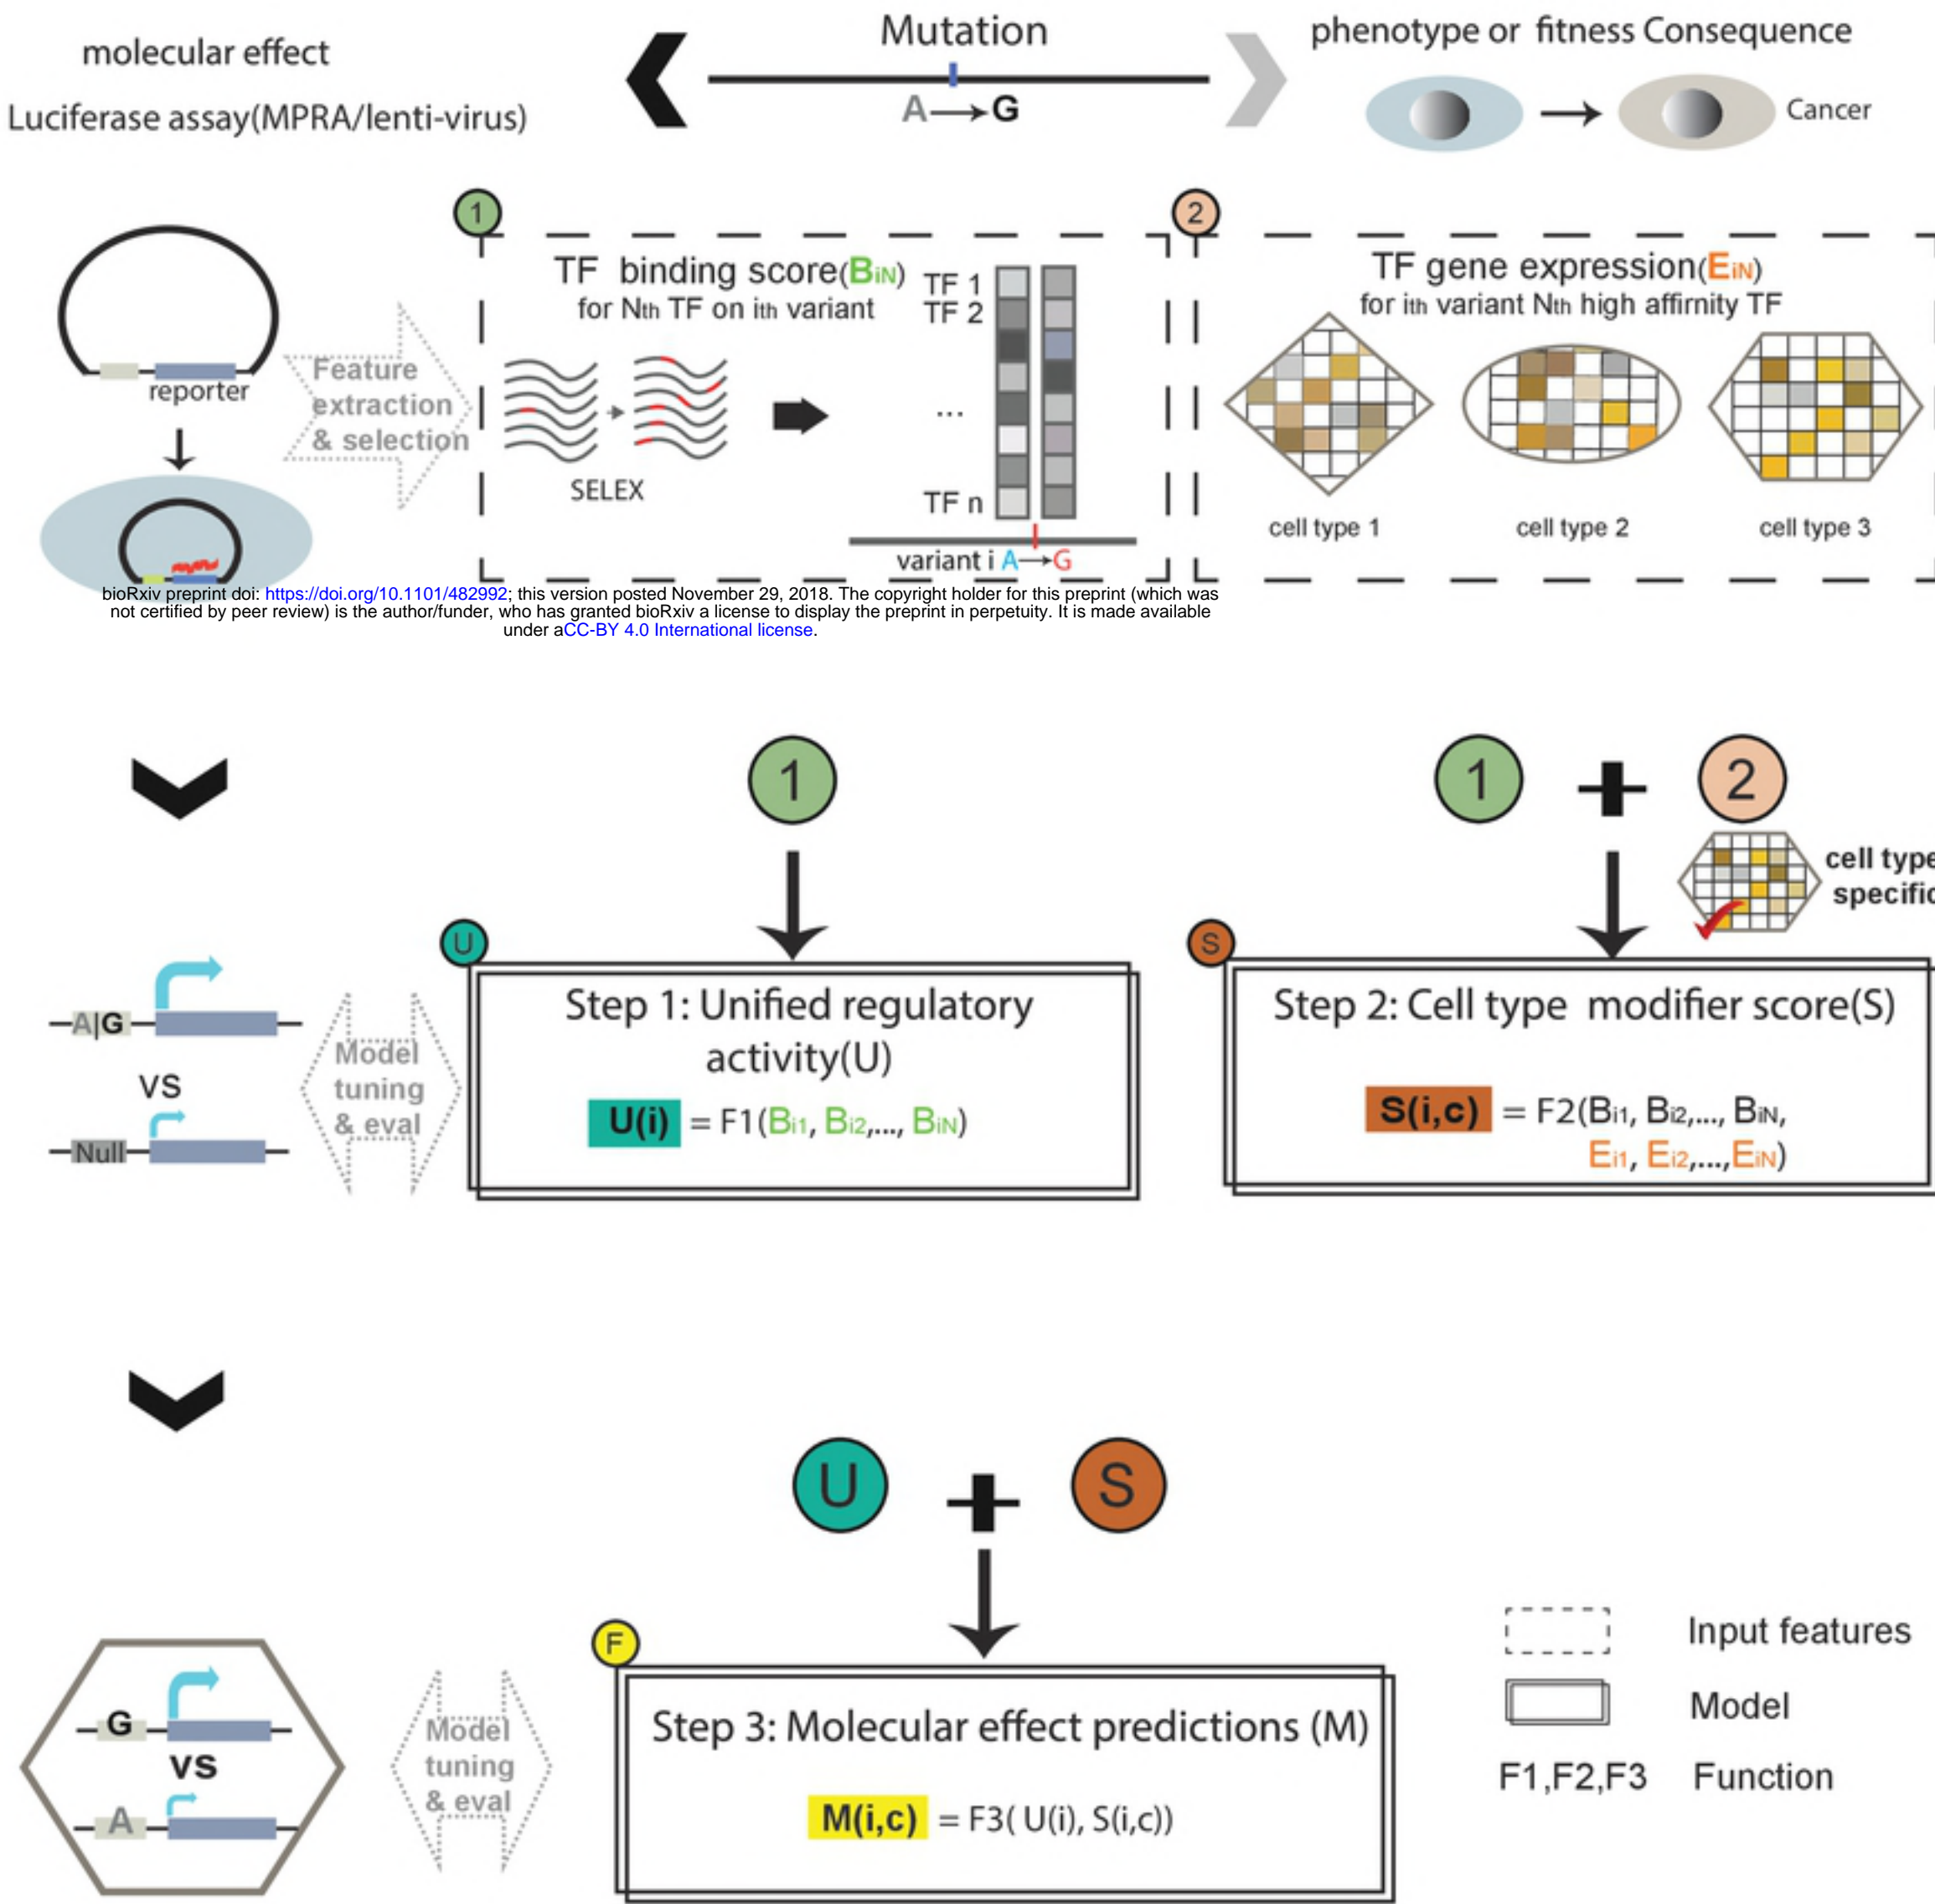 Mutation
phenotype or fitness Consequence
molecular effect
Luciferase assay(MPRA/lenti-virus)
A→G
Cancer
1
2
TF binding score(BiN)
for Nth TF on ith variant
TF 1
TF 2
...
TF n
TF gene expression(EiN)
for ith variant Nth high affirnity TF
reporter
Feature
extraction
& selection
SELEX
variant i A→G
cell type 1
cell type 2
cell type 3
bioRxiv preprint doi: https://doi.org/10.1101/482992; this version posted November 29, 2018. The copyright holder for this preprint (which was
not certified by peer review) is the author/funder, who has granted bioRxiv a license to display the preprint in perpetuity. It is made available
under aCC-BY 4.0 International license.
1
1 + 2
cell type
specific
U
S
A|G
VS
Null
Model
tuning
& eval
Step 1: Unified regulatory
activity(U)
U(i) = F1(Bi1, Bi2,..., BiN)
Step 2: Cell type modifier score(S)
S(i,c) = F2(Bi1, Bi2,..., BiN,
Ei1, Ei2,...,EiN)
U + S
F
G
vs
A
Model
tuning
& eval
Step 3: Molecular effect predictions (M)
M(i,c) = F3( U(i), S(i,c))
Input features
Model
F1,F2,F3 Function